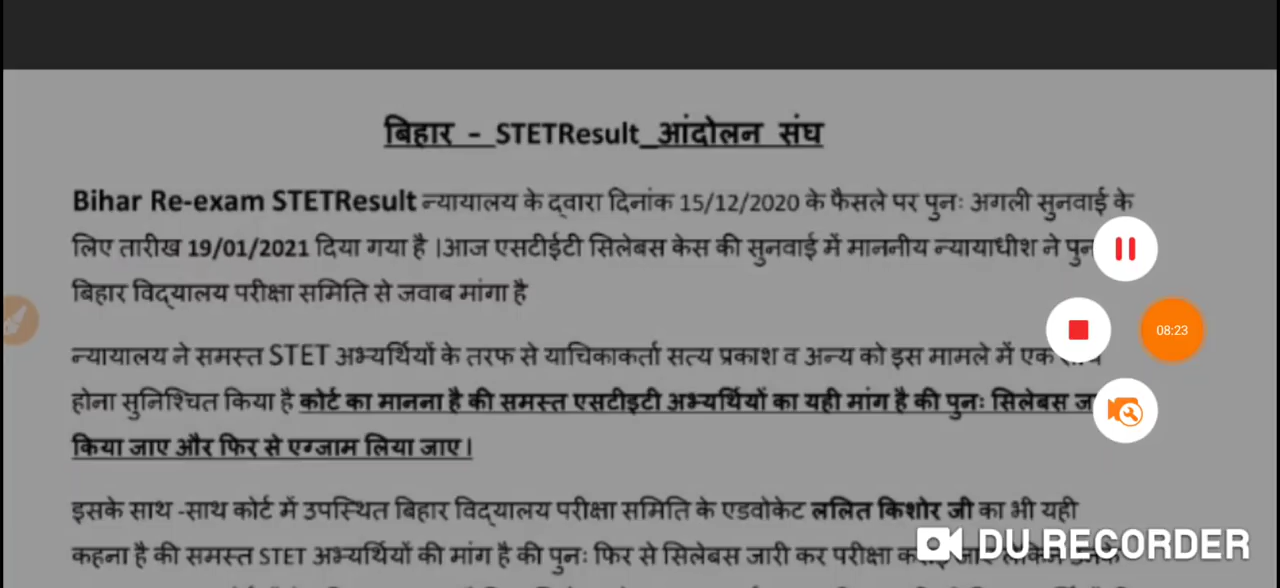 बिहार - STETResult_आंदोलन संघ
Bihar Re-exam STETResult न्यायालय के द्वारा दिनांक 15/12/2020 के फैसले पर पुनः अगली सुनवाई के
लिए तारीख 19/01/2021 दिया गया है |आज एसटीईटी सिलेबस केस की सुनवाई में माननीय न्यायाधीश ने
बिहार विद्यालय परीक्षा समिति से जवाब मांगा है
न्यायालय ने समस्त STET अभ्यर्थियों के तरफ से याचिकाकर्ता सत्य प्रकाश व अन्य को इस मामले में एक
08:23
होना सुनिश्चित किया है कोर्ट का मानना है की समस्त एसटीइटी अभ्यर्थियों का यही मांग है की पुनः सिलेबस
किया जाए और फिर से एग्जाम लिया जाए |
इसके साथ -साथ कोर्ट में उपस्थित बिहार विद्यालय परीक्षा समिति के एडवोकेट ललित किशोर जी का भी यही
कहना है की समस्त STET अभ्यर्थियों की मांग है की पुनः फिर से सिलेबस जारी कर परीक्षा
DU RECORDER